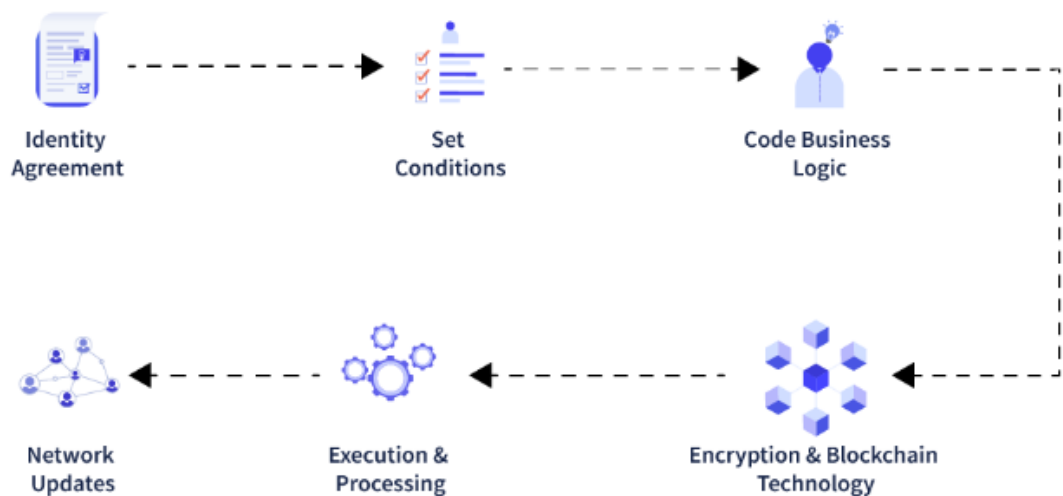 Identity
Agreement
Set
Conditions
Code Business
Logic
Network
Updates
Execution &
Processing
Encryption & Blockchain
Technology